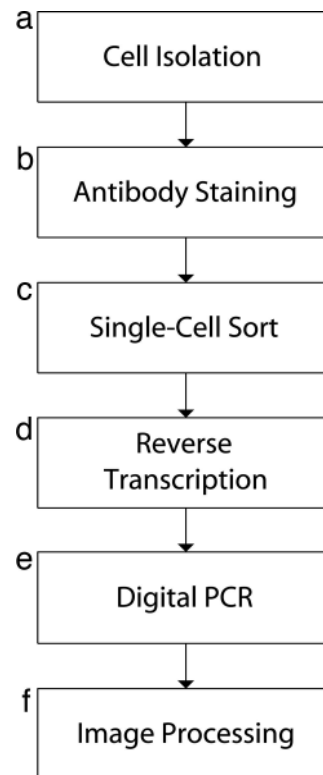 a
Cell Isolation
b
Antibody Staining
c
Single-Cell Sort
d
Reverse
Transcription
e
Digital PCR
f
Image Processing